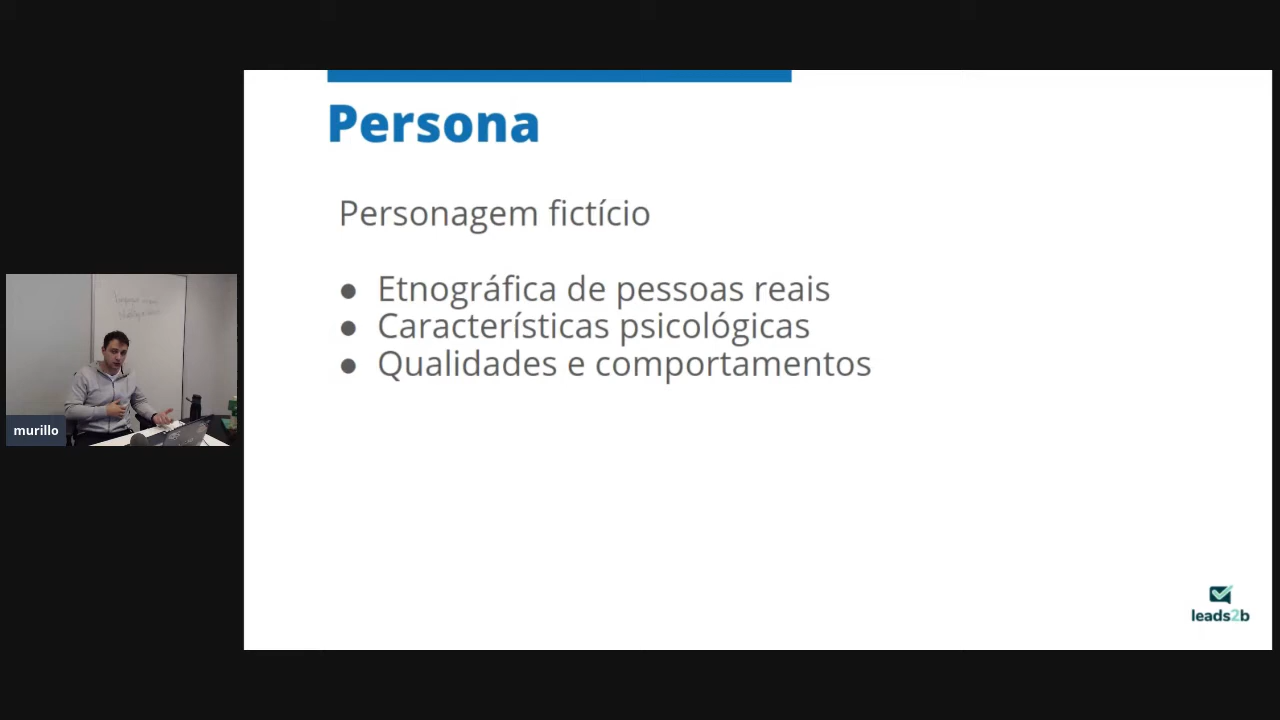 Persona
Personagem fictício
● Etnográfica de pessoas reais
● Características psicológicas
● Qualidades e comportamentos
murillo
leads2b